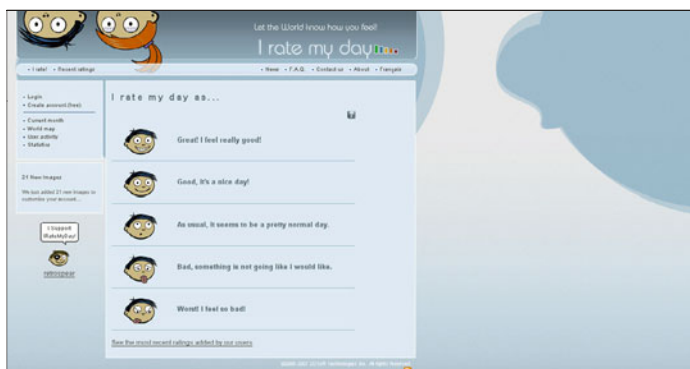 Let the World know how you feel!
I rate my day
• I rate! • Recent ratings
• News • F.A.Q. • Contact us • About • Français
• Login
• Create account (free)
• Current month
• World map
• User activity
• Statistics
I rate my day as...
Great! I feel really good!
Good, it's a nice day!
As usual, it seems to be a pretty normal day.
Bad, something is not going like I would like.
Worst! I feel so bad!
See the most recent ratings added by our users
21 New Images
We just added 21 new images to
customize your account...
I Support
IRateMyDay!